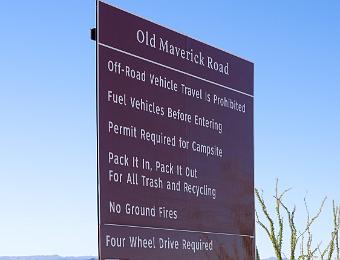 Old Maverick Road
Off-Road Vehicle Travel is Prohibited
Fuel Vehicles Before Entering
Permit Required for Campsite
Pack It In, Pack It Out
For All Trash and Recycling
No Ground Fires
Four Wheel Drive Required